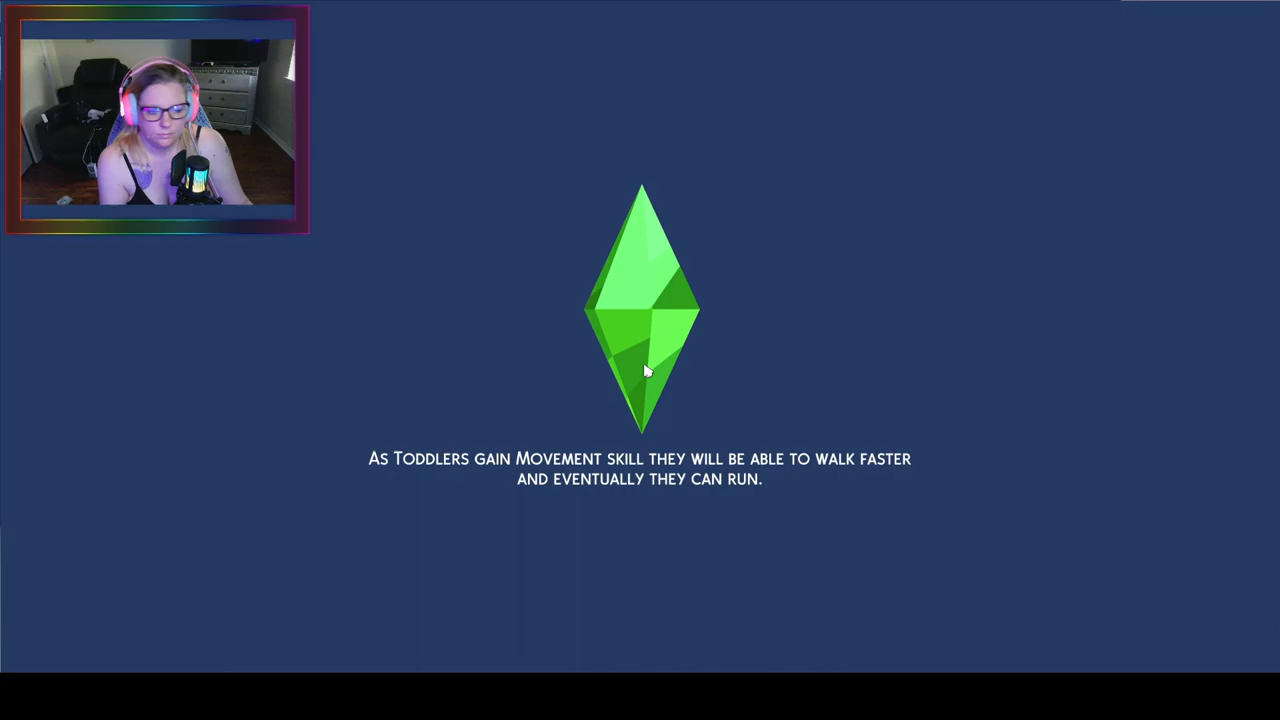 As Toddlers gain Movement skill they will be able to walk faster
and eventually they can run.